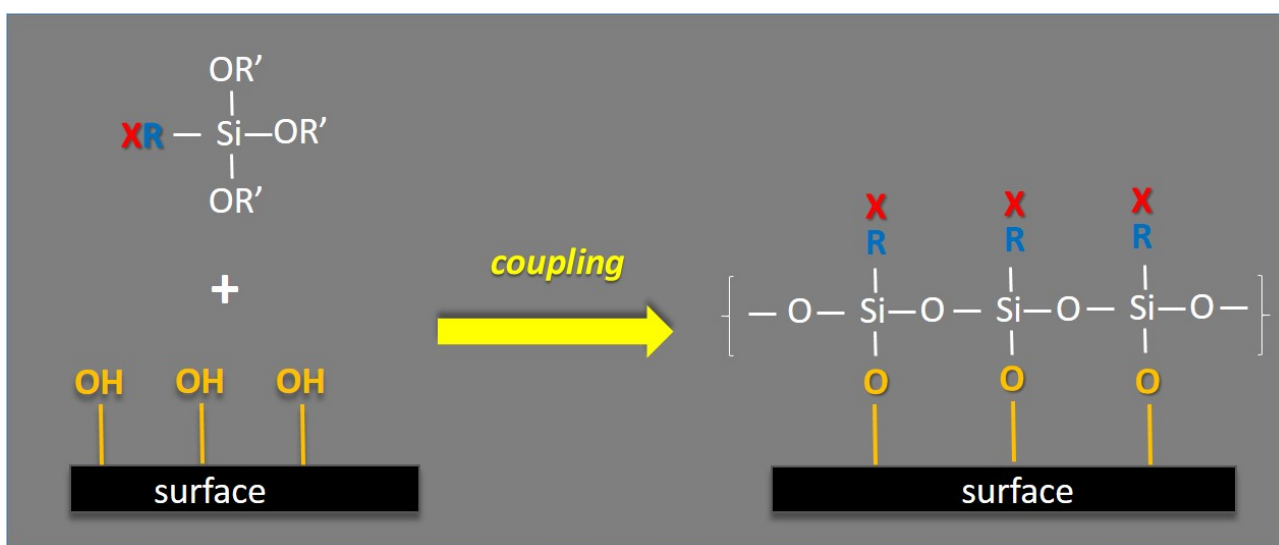 OR’
XR — Si—OR’
OR’
+
OH OH OH
surface
coupling
X X X
R R R
— O— Si—O — Si—O — Si—O —
O O O
surface